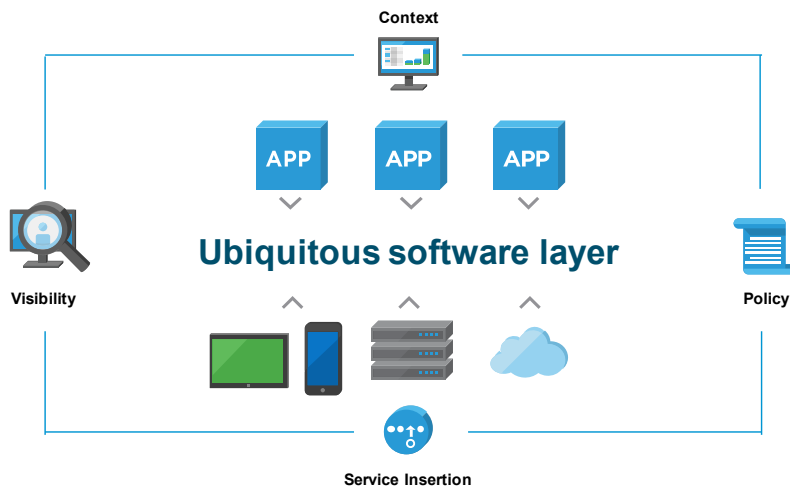 Context
APP
APP
APP
Ubiquitous software layer
Visibility
Policy
Service Insertion